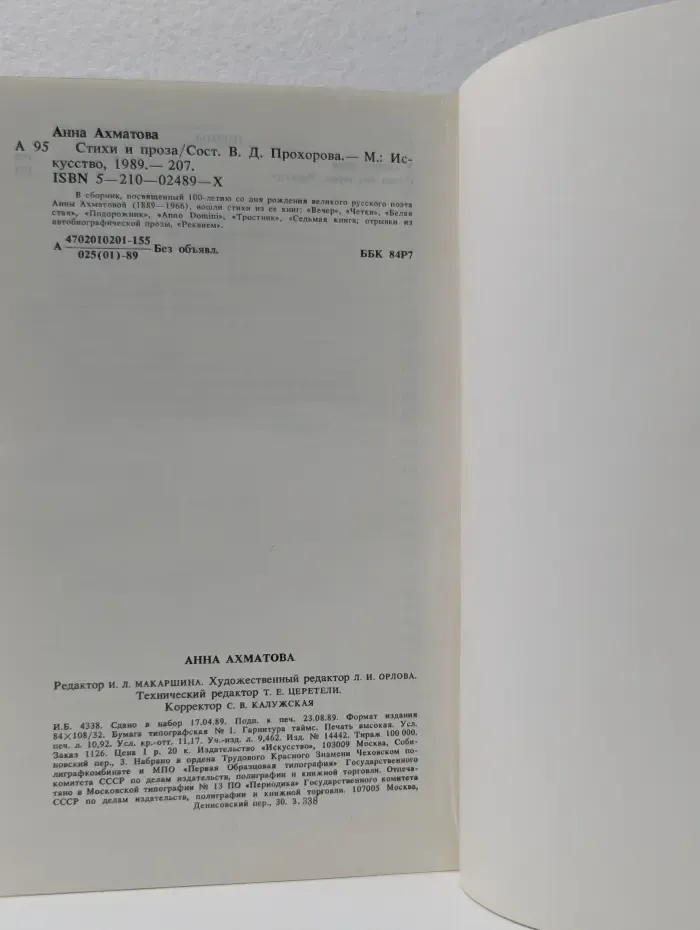 Анна Ахматова
А 95 Стихи и проза/Сост. В. Д. Прохорова.— М.: Ис-
кусство, 1989.— 207.
ISBN 5—210—02489—X
В сборник, посвященный 100-летию со дня рождения великого русского поэта
Анны Ахматовой (1889—1966), вошли стихи из ее книг: «Вечер», «Четки», «Белая
стая», «Подорожник», «Anno Domini», «Тростник», «Седьмая книга; отрывки из
автобиографической прозы, «Реквием».
А 4702010201-155 Без объявл. ББК 84Р7
025(01)-89
АННА АХМАТОВА
Редактор И. Л. МАКАРШИНА. Художественный редактор Л. И. ОРЛОВА.
Технический редактор Т. Е. ЦЕРЕТЕЛИ.
Корректор С. В. КАЛУЖСКАЯ
И.Б. 4338. Сдано в набор 17.04.89. Подп. к печ. 23.08.89. Формат издания
84×108/32. Бумага типографская № 1. Гарнитура таймс. Печать высокая. Усл.
печ. л. 10,92. Усл. кр.-отт. 11,17. Уч.-изд. л. 9,462. Изд. № 14442. Тираж 100 000.
Заказ 1126. Цена 1 р. 20 к. Издательство «Искусство», 103009 Москва, Соби-
новский пер., 3. Набрано в ордена Трудового Красного Знамени Чеховском по-
лиграфкомбинате и МПО «Первая Образцовая типография» Государственного
комитета СССР по делам издательств, полиграфии и книжной торговли. Отпеча-
тано в Московской типографии № 13 ПО «Периодика» Государственного комитета
СССР по делам издательств, полиграфии и книжной торговли. 107005 Москва,
Денисовский пер., 30. З.338